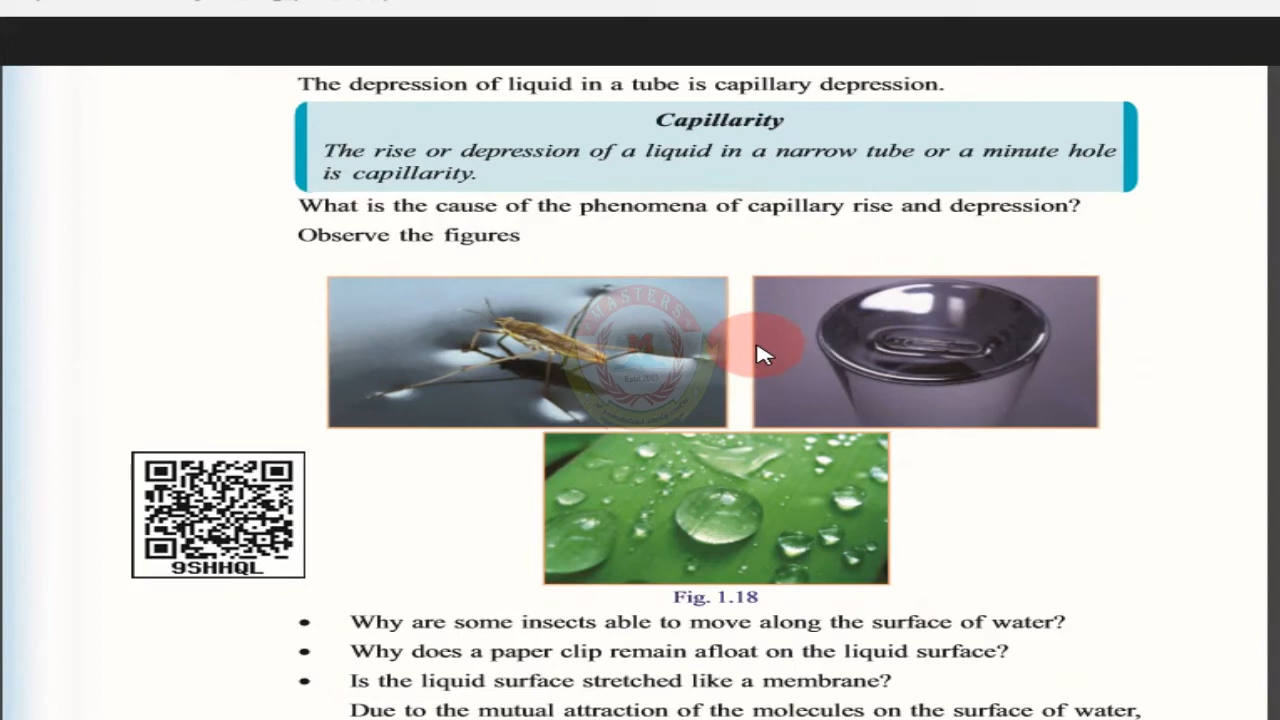 The depression of liquid in a tube is capillary depression.
Capillarity
The rise or depression of a liquid in a narrow tube or a minute hole
is capillarity.
What is the cause of the phenomena of capillary rise and depression?
Observe the figures
MASTERS
M
Estd.2003
9SHHQL
Fig. 1.18
• Why are some insects able to move along the surface of water?
• Why does a paper clip remain afloat on the liquid surface?
• Is the liquid surface stretched like a membrane?
Due to the mutual attraction of the molecules on the surface of water,